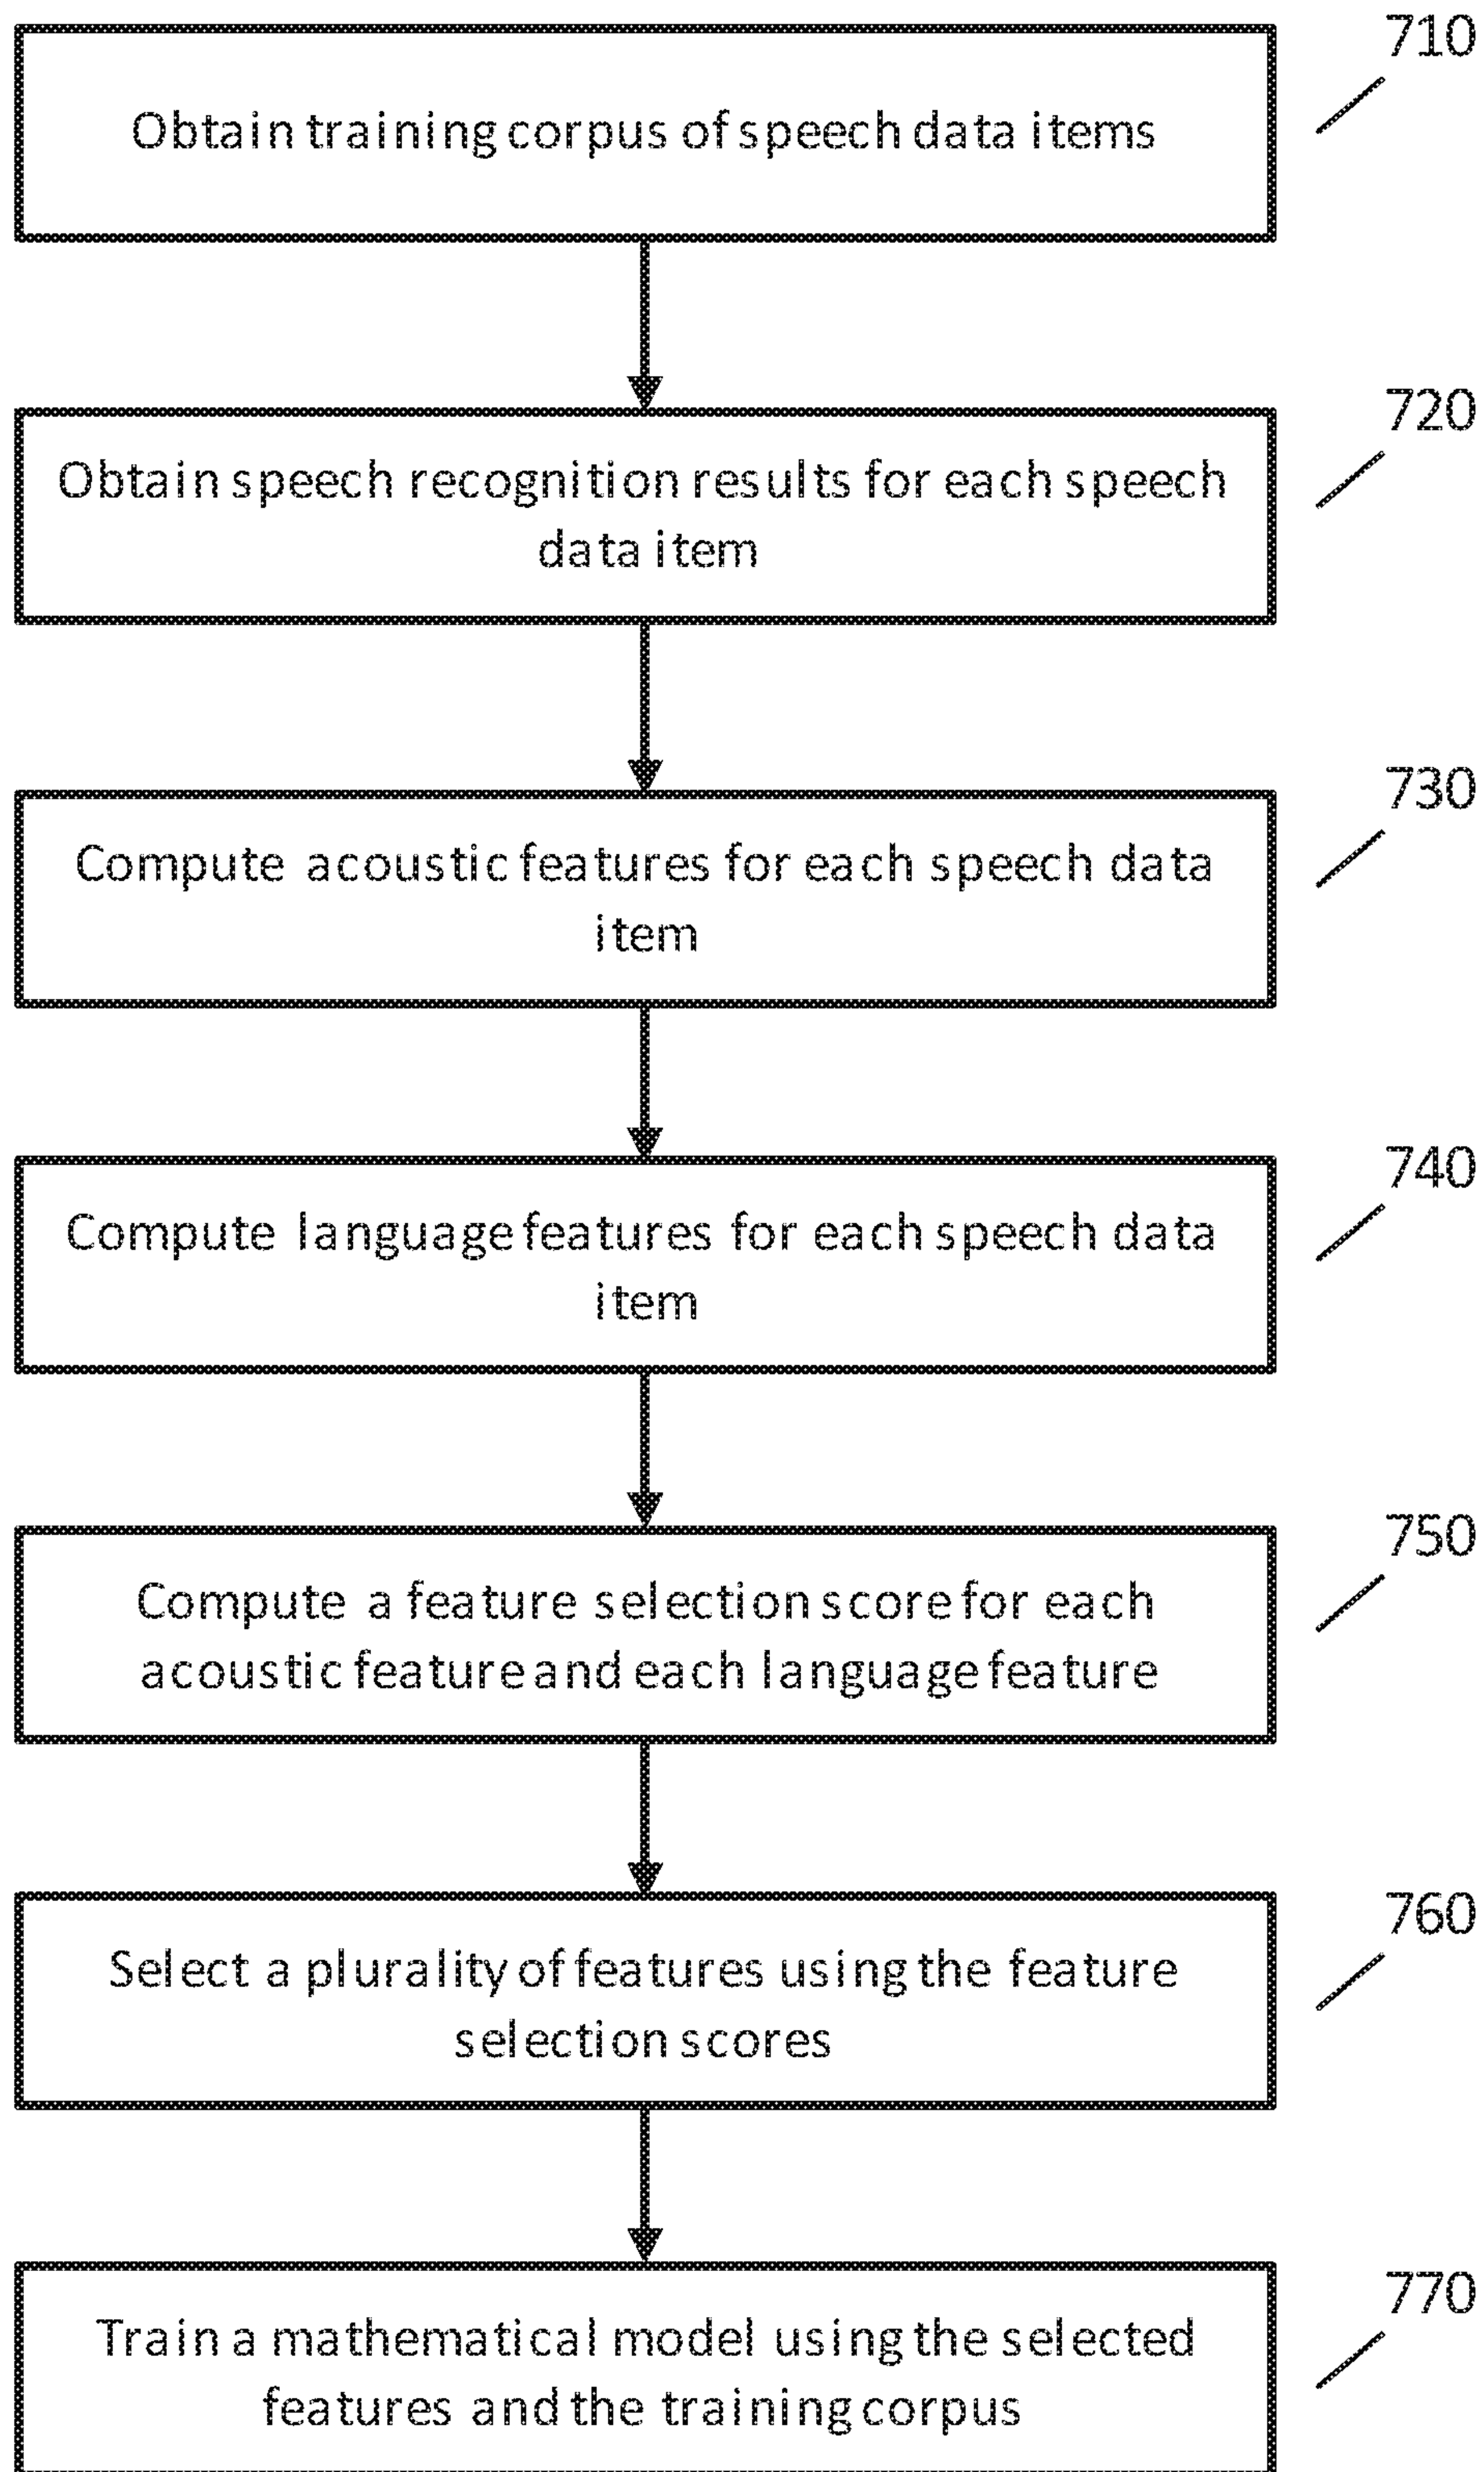 710
Obtain training corpus of speech data items
720
Obtain speech recognition results for each speech
data item
730
Compute acoustic features for each speech data
item
740
Compute language features for each speech data
item
750
Compute a feature selection score for each
acoustic feature and each language feature
760
Select a plurality of features using the feature
selection scores
770
Train a mathematical model using the selected
features and the training corpus